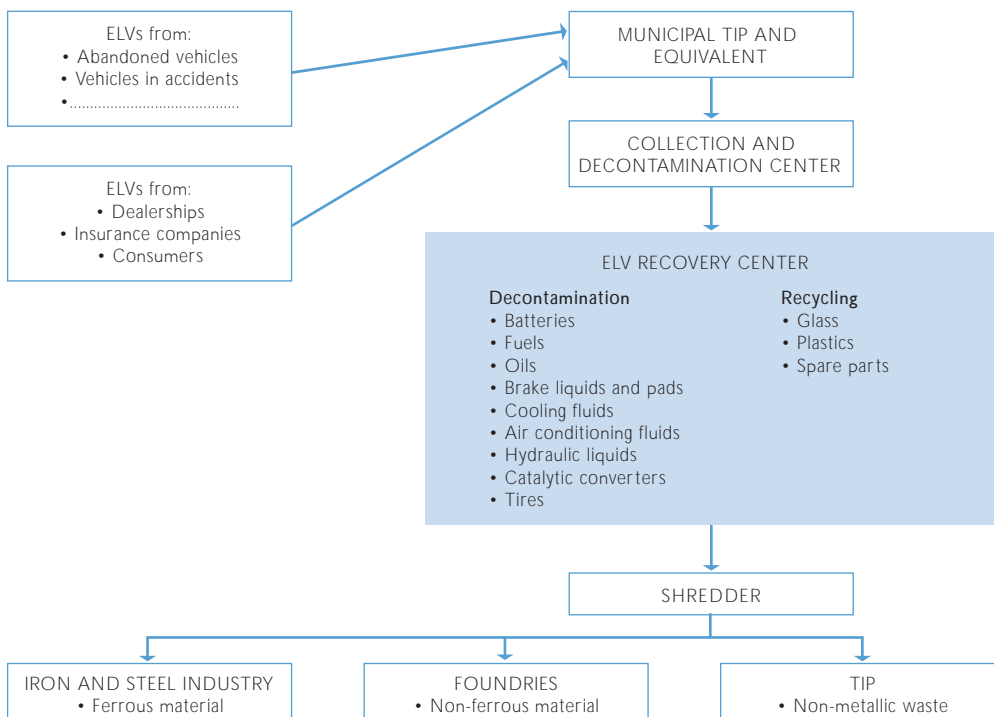 ELVs from:
• Abandoned vehicles
• Vehicles in accidents
•..........................................
MUNICIPAL TIP AND
EQUIVALENT
COLLECTION AND
DECONTAMINATION CENTER
ELVs from:
• Dealerships
• Insurance companies
• Consumers
ELV RECOVERY CENTER
Decontamination
• Batteries
• Fuels
• Oils
• Brake liquids and pads
• Cooling fluids
• Air conditioning fluids
• Hydraulic liquids
• Catalytic converters
• Tires
Recycling
• Glass
• Plastics
• Spare parts
SHREDDER
IRON AND STEEL INDUSTRY
• Ferrous material
FOUNDRIES
• Non-ferrous material
TIP
• Non-metallic waste